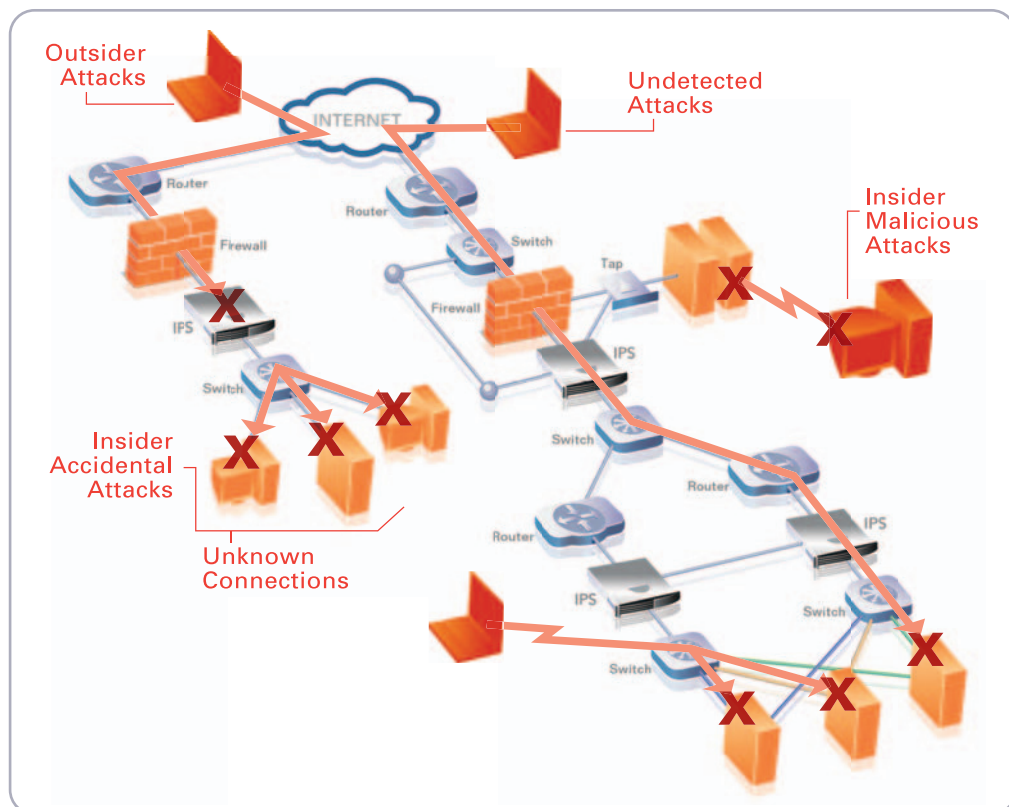 Outsider
Attacks
Undetected
Attacks
INTERNET
Router
Router
Insider
Malicious
Attacks
Firewall
Switch
Tap
Firewall
IPS
IPS
Switch
Switch
Insider
Accidental
Attacks
Router
IPS
Router
Unknown
Connections
IPS
Switch
Switch